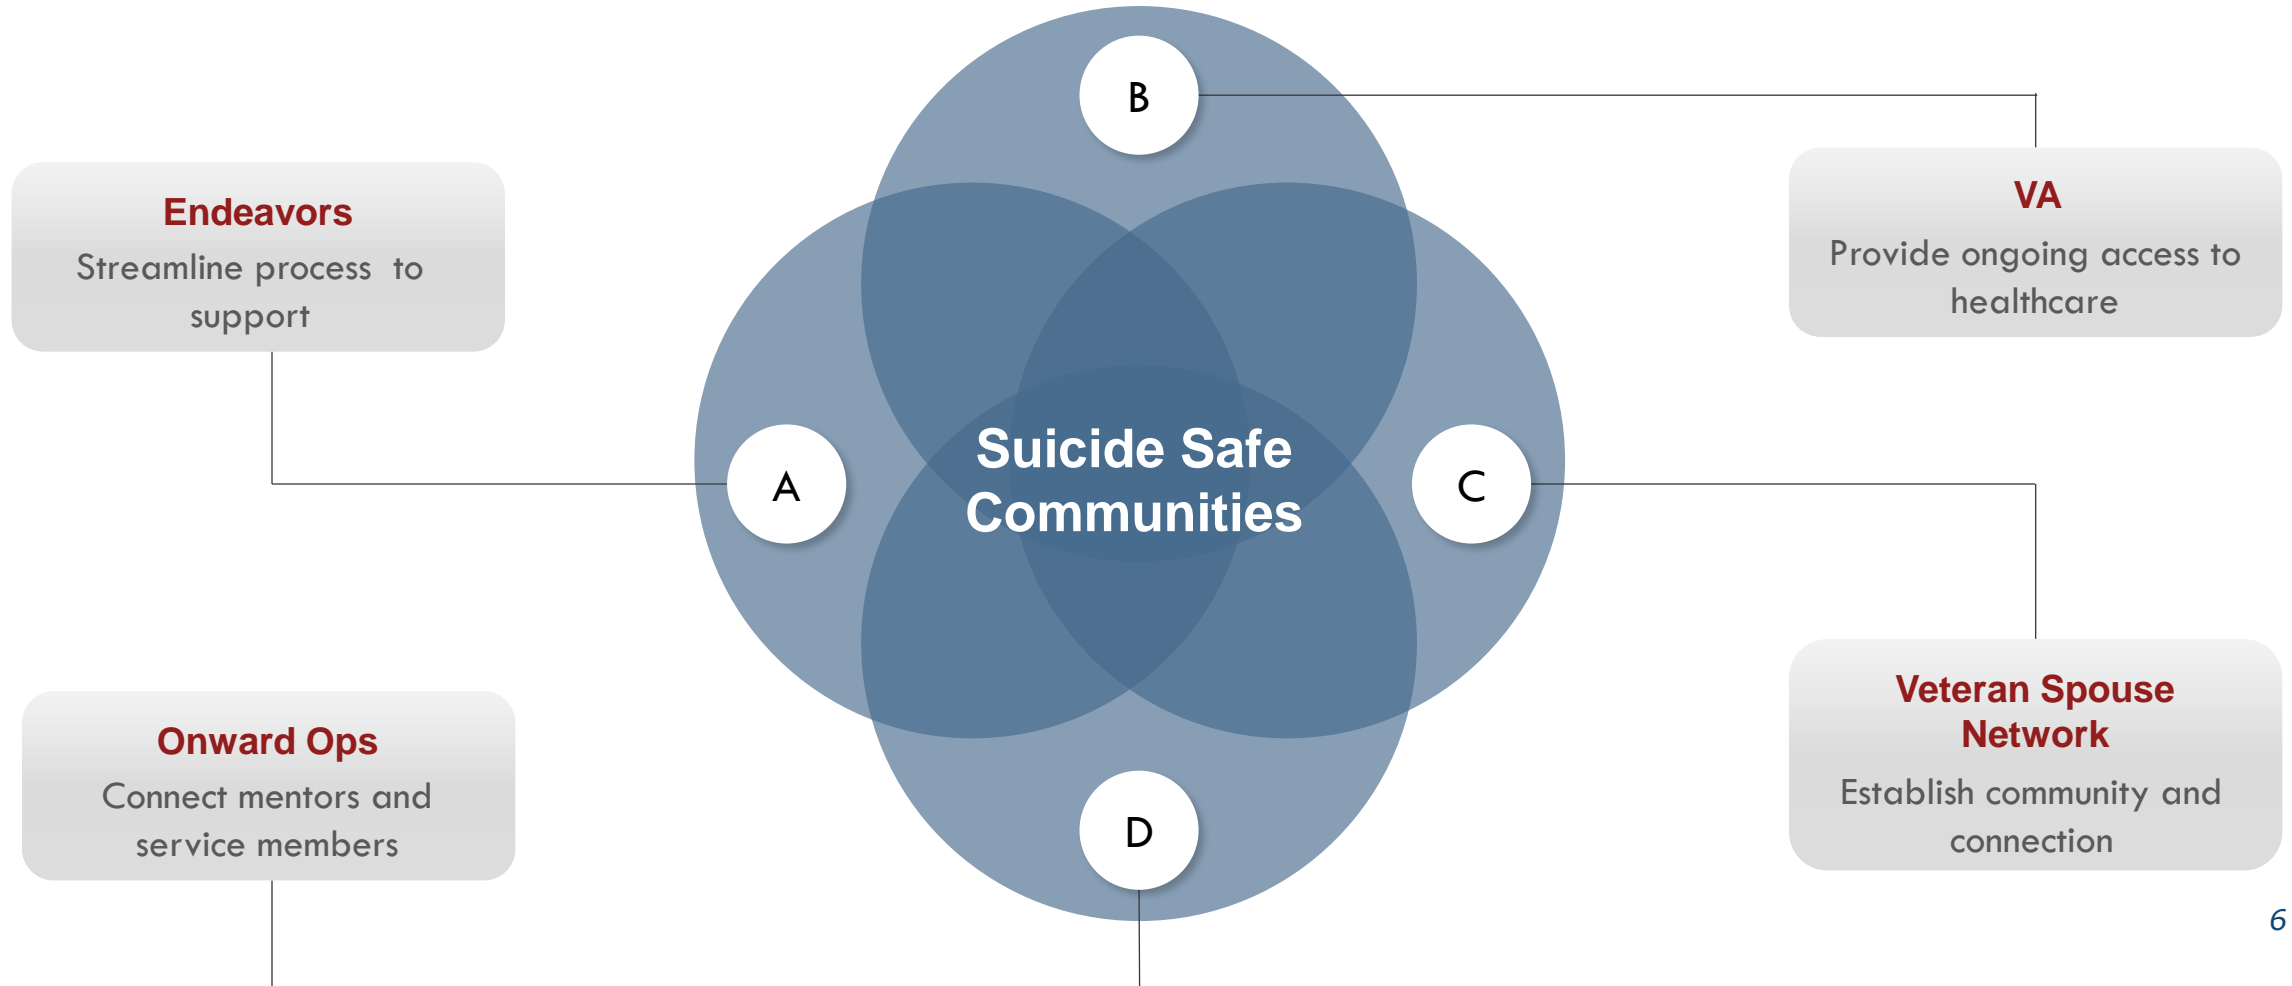 B
VA
Provide ongoing access to
healthcare
Endeavors
Streamline process to
support
A
Suicide Safe
Communities
C
Veteran Spouse
Network
Establish community and
connection
Onward Ops
Connect mentors and
service members
D
6